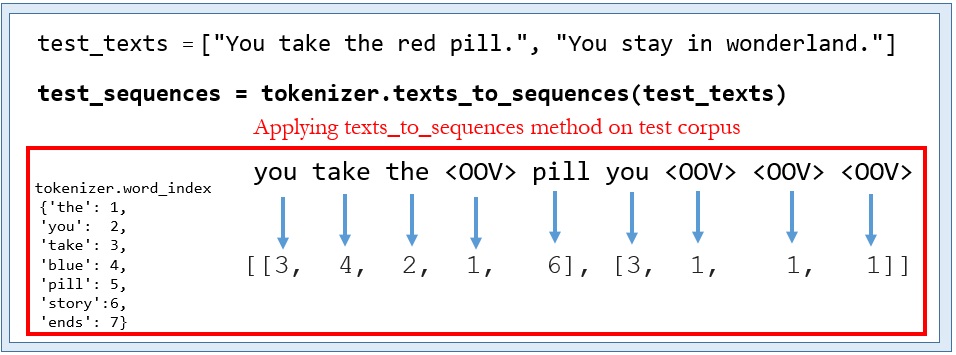 test_texts = ["You take the red pill.", "You stay in wonderland."]
test_sequences = tokenizer.texts_to_sequences(test_texts)
Applying texts_to_sequences method on test corpus
you take the <OOV> pill you <OOV> <OOV> <OOV>
[[3, 4, 2, 1, 6], [3, 1, 1, 1]]
tokenizer.word_index
{'the': 1,
'you': 2,
'take': 3,
'blue': 4,
'pill': 5,
'story':6,
'ends': 7}